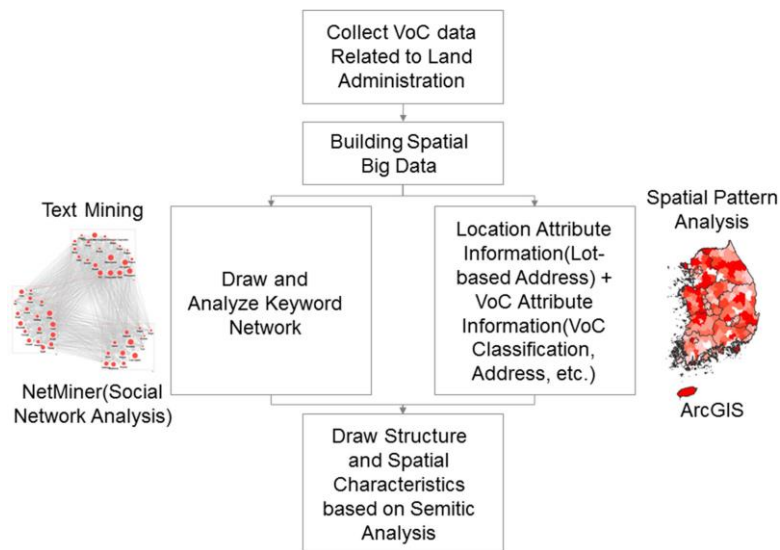 Collect VoC data
Related to Land
Administration
Building Spatial
Big Data
Text Mining
NetMiner(Social
Network Analysis)
Draw and
Analyze Keyword
Network
Location Attribute
Information(Lot-
based Address) +
VoC Attribute
Information(VoC
Classification,
Address, etc.)
Spatial Pattern
Analysis
ArcGIS
Draw Structure
and Spatial
Characteristics
based on Semitic
Analysis